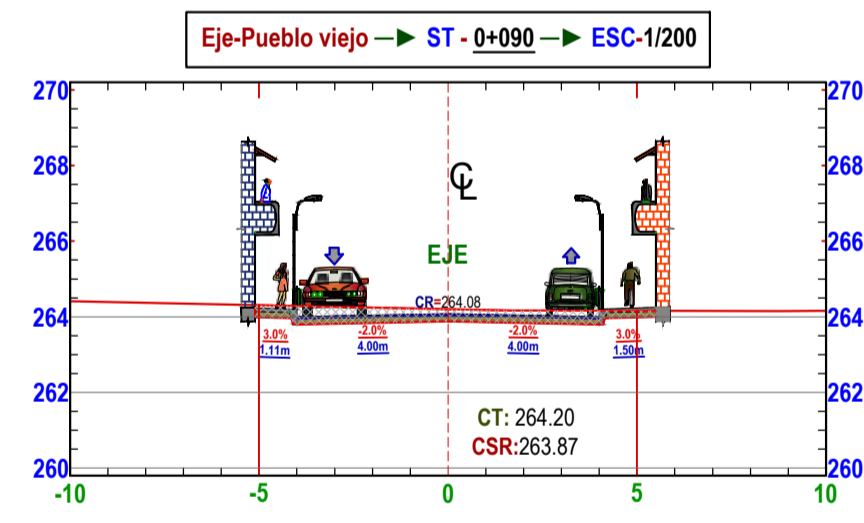 Eje-Pueblo viejo ST - 0+090 ESC-1/200
270 270
268 268
℄
266 266
EJE
CR=264.08
264 264
3.0% -2.0% -2.0% 3.0%
1.11m 4.00m 4.00m 1.50m
262 262
CT: 264.20
CSR:263.87
260 260
-10 -5 0 5 10